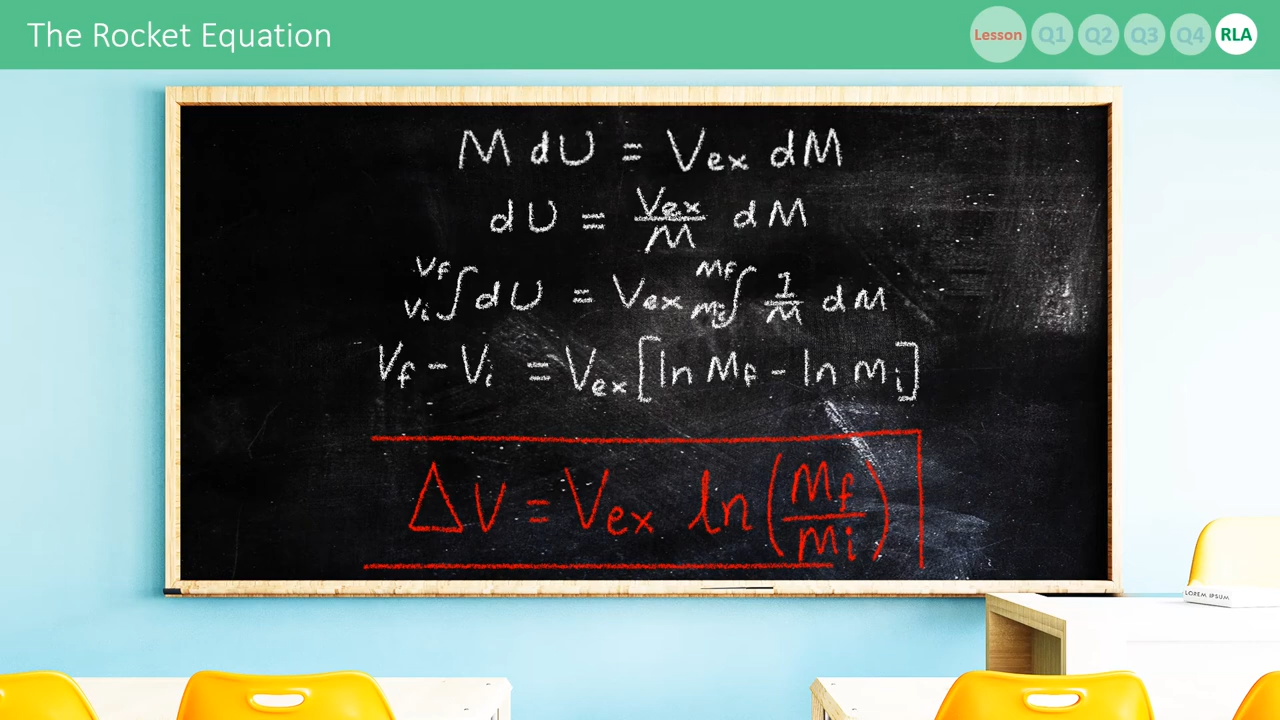 The Rocket Equation
Lesson Q1 Q2 Q3 Q4 RLA
M dU = Vex dM
dU = Vex/M dM
Vf Vi ∫ dU = Vex Mf Mi ∫ 1/M dM
Vf - Vi = Vex [ln Mf - ln mi]
ΔV = Vex ln(Mf/mi)
LOREM IPSUM